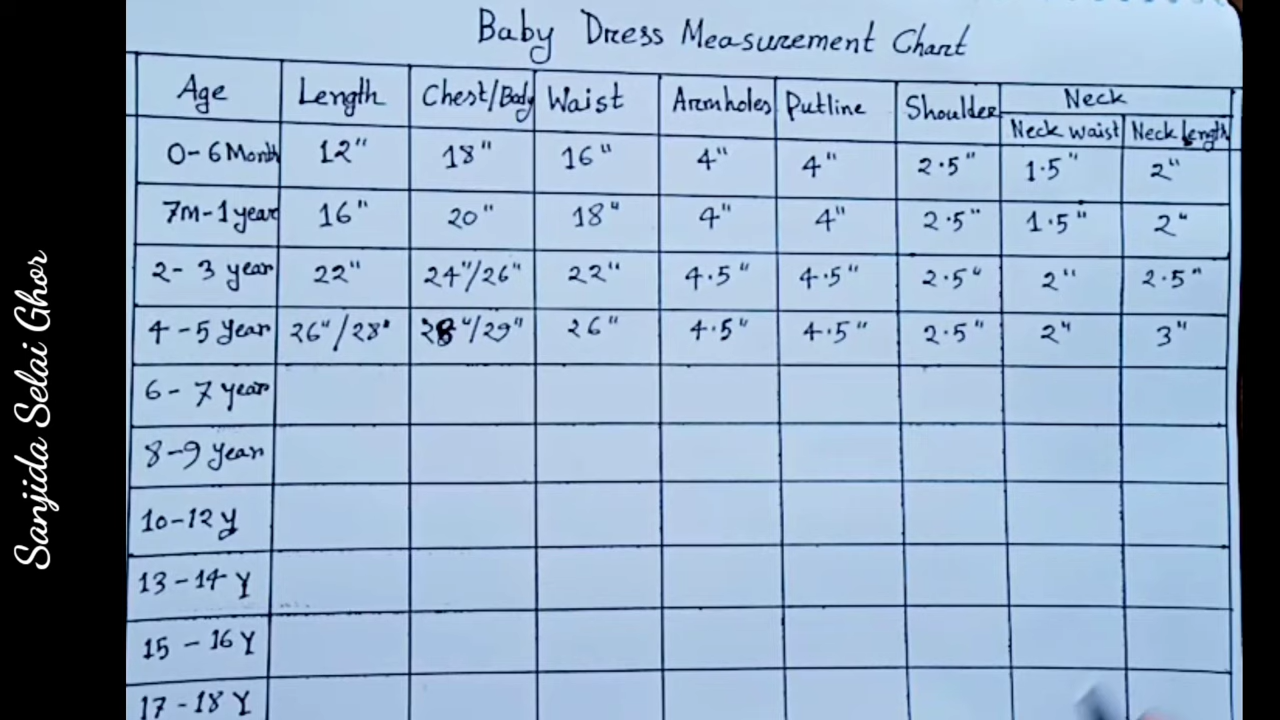 Baby Dress Measurement Chart
Age Length Chest/Body Waist Armholes Putline Shoulder Neck
Neck waist Neck length
0-6 Month 12" 18" 16" 4" 4" 2.5" 1.5" 2"
7m-1 year 16" 20" 18" 4" 4" 2.5" 1.5" 2"
2-3 year 22" 24"/26" 22" 4.5" 4.5" 2.5" 2" 2.5"
4-5 Year 26"/28" 28"/29" 26" 4.5" 4.5" 2.5" 2" 3"
6-7 year
8-9 year
10-12 y
13-14 Y
15-16 Y
17-18 Y
Sanjida Selai Ghor